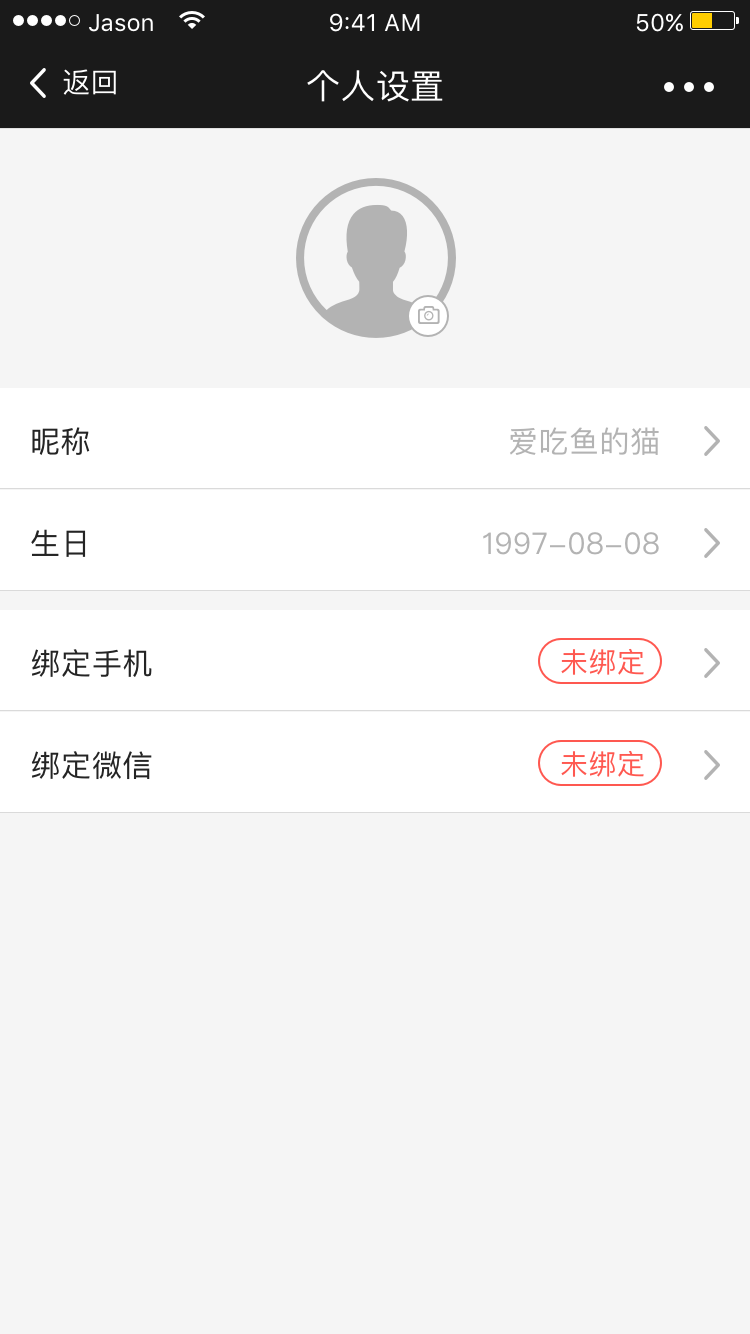 Jason 9:41 AM 50%
返回 个人设置
昵称 爱吃鱼的猫
生日 1997-08-08
绑定手机 未绑定
绑定微信 未绑定